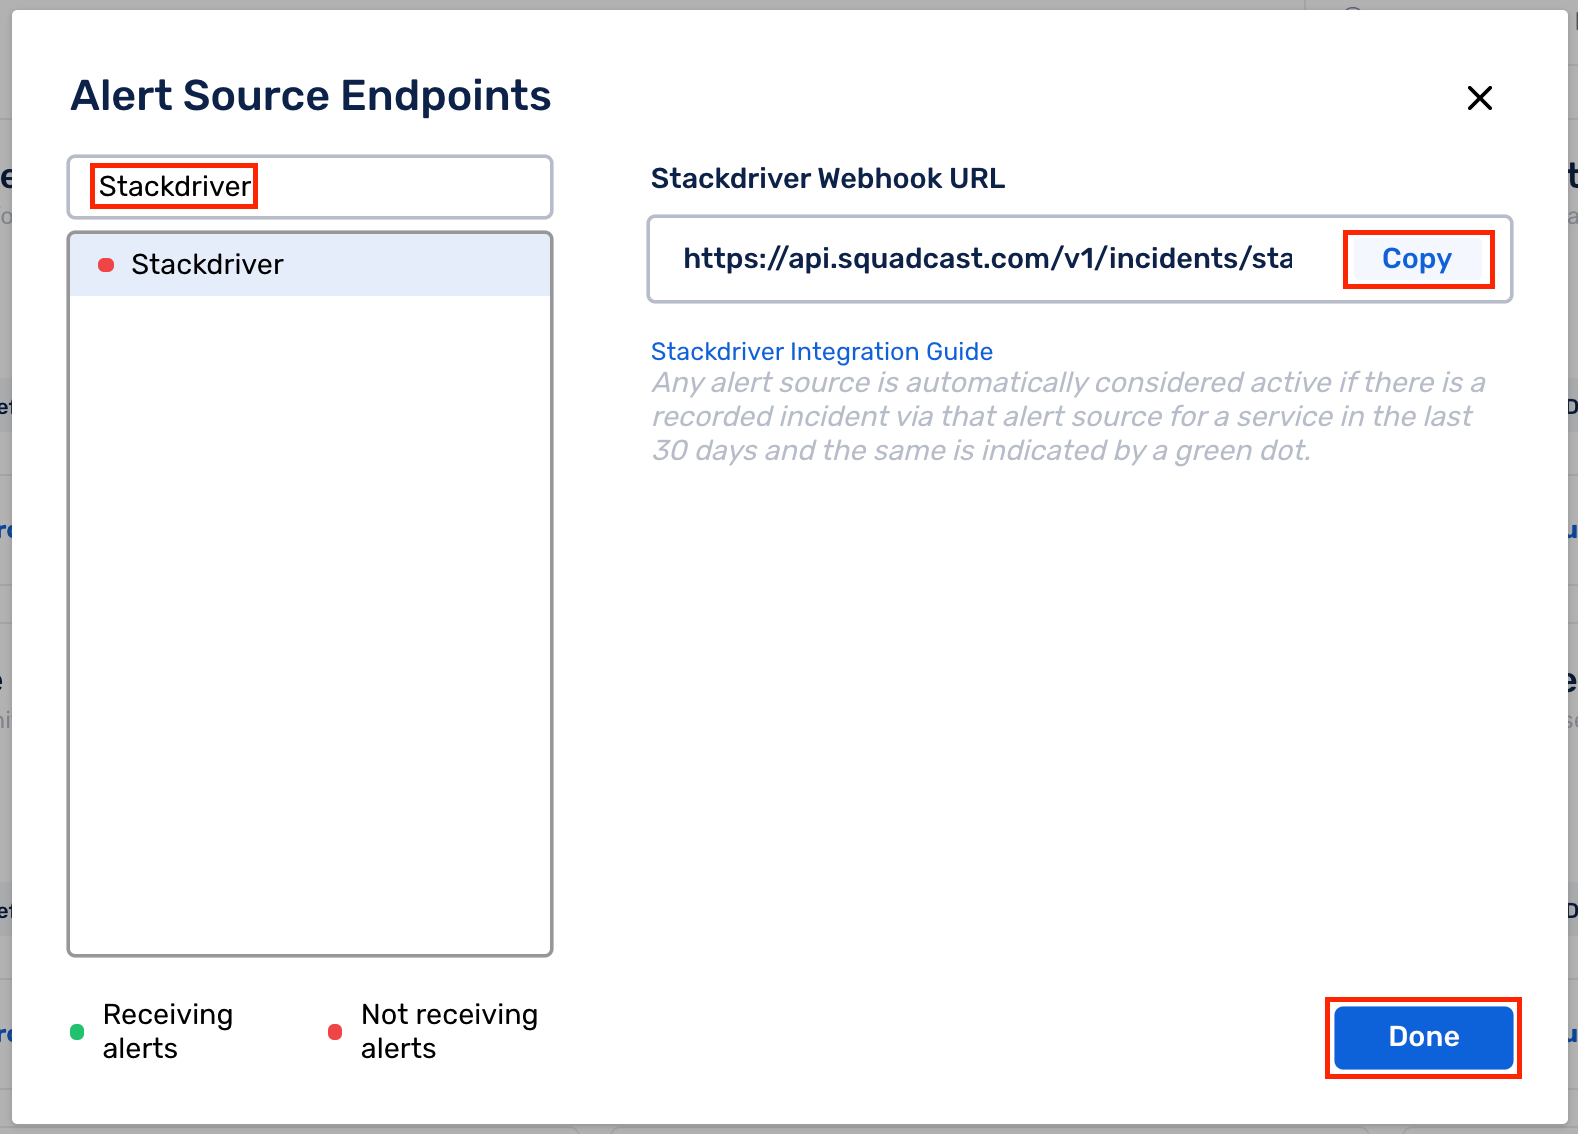 Alert Source Endpoints
Stackdriver
Stackdriver
Receiving
alerts
Not receiving
alerts
Stackdriver Webhook URL
https://api.squadcast.com/v1/incidents/sta
Copy
Stackdriver Integration Guide
Any alert source is automatically considered active if there is a
recorded incident via that alert source for a service in the last
30 days and the same is indicated by a green dot.
Done